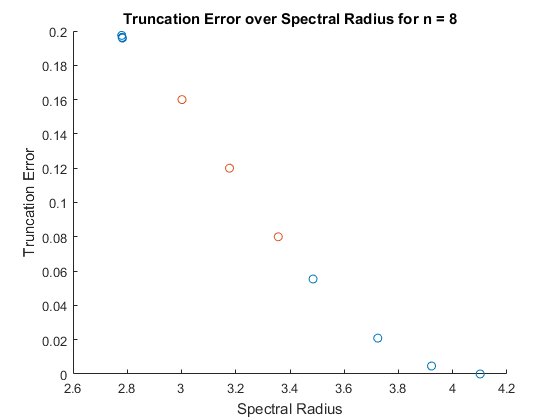 Truncation Error over Spectral Radius for n = 8
0.2
0.18
0.16
0.14
0.12
0.1
0.08
0.06
0.04
0.02
0
Truncation Error
2.6 2.8 3 3.2 3.4 3.6 3.8 4 4.2
Spectral Radius